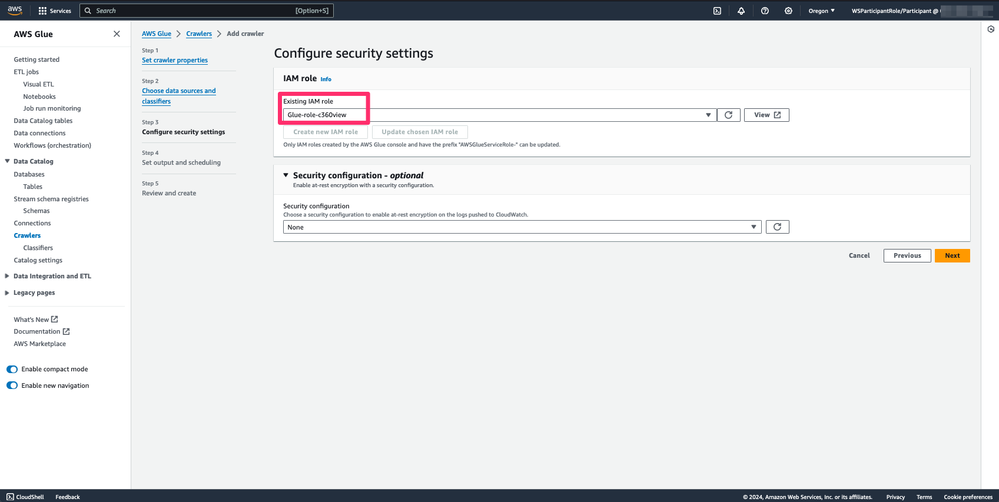 aws
Services
Search
[Option+S]
Oregon
WSParticipantRole/Participant @
AWS Glue
Getting started
ETL jobs
Visual ETL
Notebooks
Job run monitoring
Data Catalog tables
Data connections
Workflows (orchestration)
Data Catalog
Databases
Tables
Stream schema registries
Schemas
Connections
Crawlers
Classifiers
Catalog settings
Data Integration and ETL
Legacy pages
What's New
Documentation
AWS Marketplace
Enable compact mode
Enable new navigation
AWS Glue
Crawlers
Add crawler
Step 1
Set crawler properties
Step 2
Choose data sources and
classifiers
Step 3
Configure security settings
Step 4
Set output and scheduling
Step 5
Review and create
Configure security settings
IAM role Info
Existing IAM role
Glue-role-c360view
View
Create new IAM role
Update chosen IAM role
Only IAM roles created by the AWS Glue console and have the prefix "AWSGlueServiceRole-" can be updated.
Security configuration - optional
Enable at-rest encryption with a security configuration.
Security configuration
Choose a security configuration to enable at-rest encryption on the logs pushed to CloudWatch.
None
Cancel
Previous
Next
CloudShell
Feedback
© 2024, Amazon Web Services, Inc. or its affiliates.
Privacy
Terms
Cookie preferences